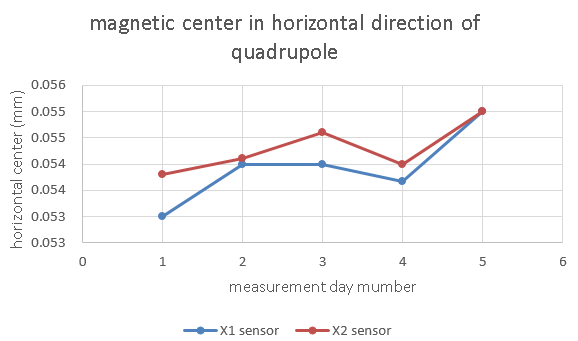 magnetic center in horizontal direction of
quadrupole
horizontal center (mm)
0.056
0.055
0.055
0.054
0.054
0.053
0.053
0 1 2 3 4 5 6
measurement day mumber
X1 sensor X2 sensor